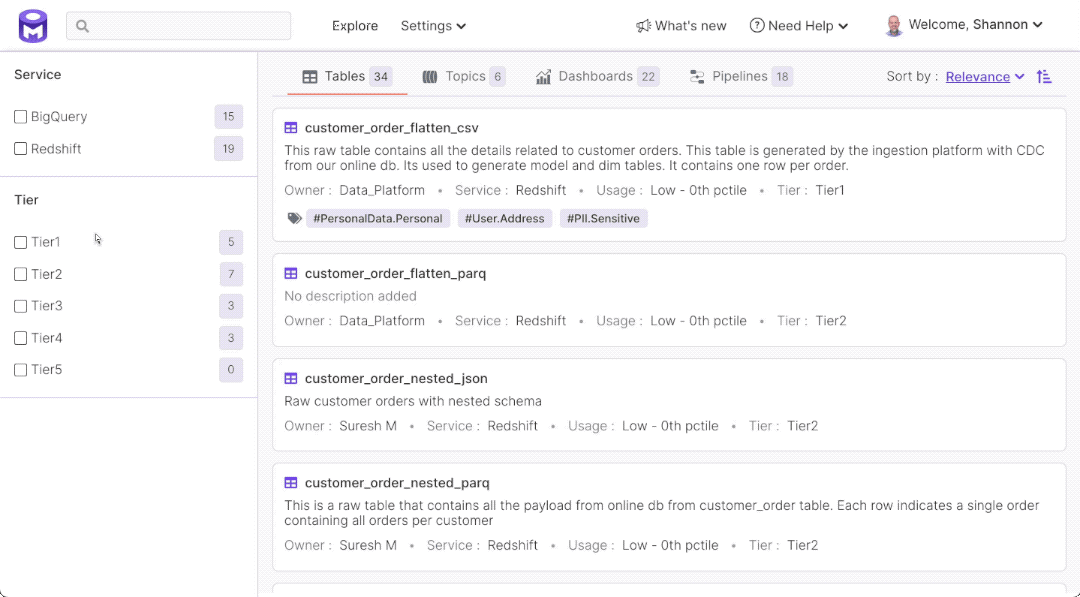 Explore Settings What's new Need Help Welcome, Shannon
Service
BigQuery 15
Redshift 19
Tier
Tier1 5
Tier2 7
Tier3 3
Tier4 3
Tier5 0
Tables 34 Topics 6 Dashboards 22 Pipelines 18 Sort by : Relevance
customer_order_flatten_csv
This raw table contains all the details related to customer orders. This table is generated by the ingestion platform with CDC
from our online db. Its used to generate model and dim tables. It contains one row per order.
Owner : Data_Platform • Service : Redshift • Usage : Low - 0th pctile • Tier : Tier1
#PersonalData.Personal #User.Address #PII.Sensitive
customer_order_flatten_parq
No description added
Owner : Data_Platform • Service : Redshift • Usage : Low - 0th pctile • Tier : Tier2
customer_order_nested_json
Raw customer orders with nested schema
Owner : Suresh M • Service : Redshift • Usage : Low - 0th pctile • Tier : Tier2
customer_order_nested_parq
This is a raw table that contains all the payload from online db from customer_order table. Each row indicates a single order
containing all orders per customer
Owner : Suresh M • Service : Redshift • Usage : Low - 0th pctile • Tier : Tier2